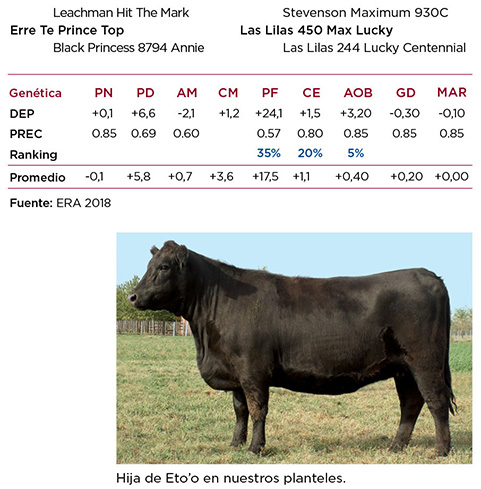 Leachman Hit The Mark Stevenson Maximum 930C
Erre Te Prince Top Las Lilas 450 Max Lucky
Black Princess 8794 Annie Las Lilas 244 Lucky Centennial
Genética PN PD AM CM PF CE AOB GD MAR
DEP +0,1 +6,6 -2,1 +1,2 +24,1 +1,5 +3,20 -0,30 -0,10
PREC 0.85 0.69 0.60 0.57 0.80 0.85 0.85 0.85
Ranking 35% 20% 5%
Promedio -0,1 +5,8 +0,7 +3,6 +17,5 +1,1 +0,40 +0,20 +0,00
Fuente: ERA 2018
Hija de Eto'o en nuestros planteles.